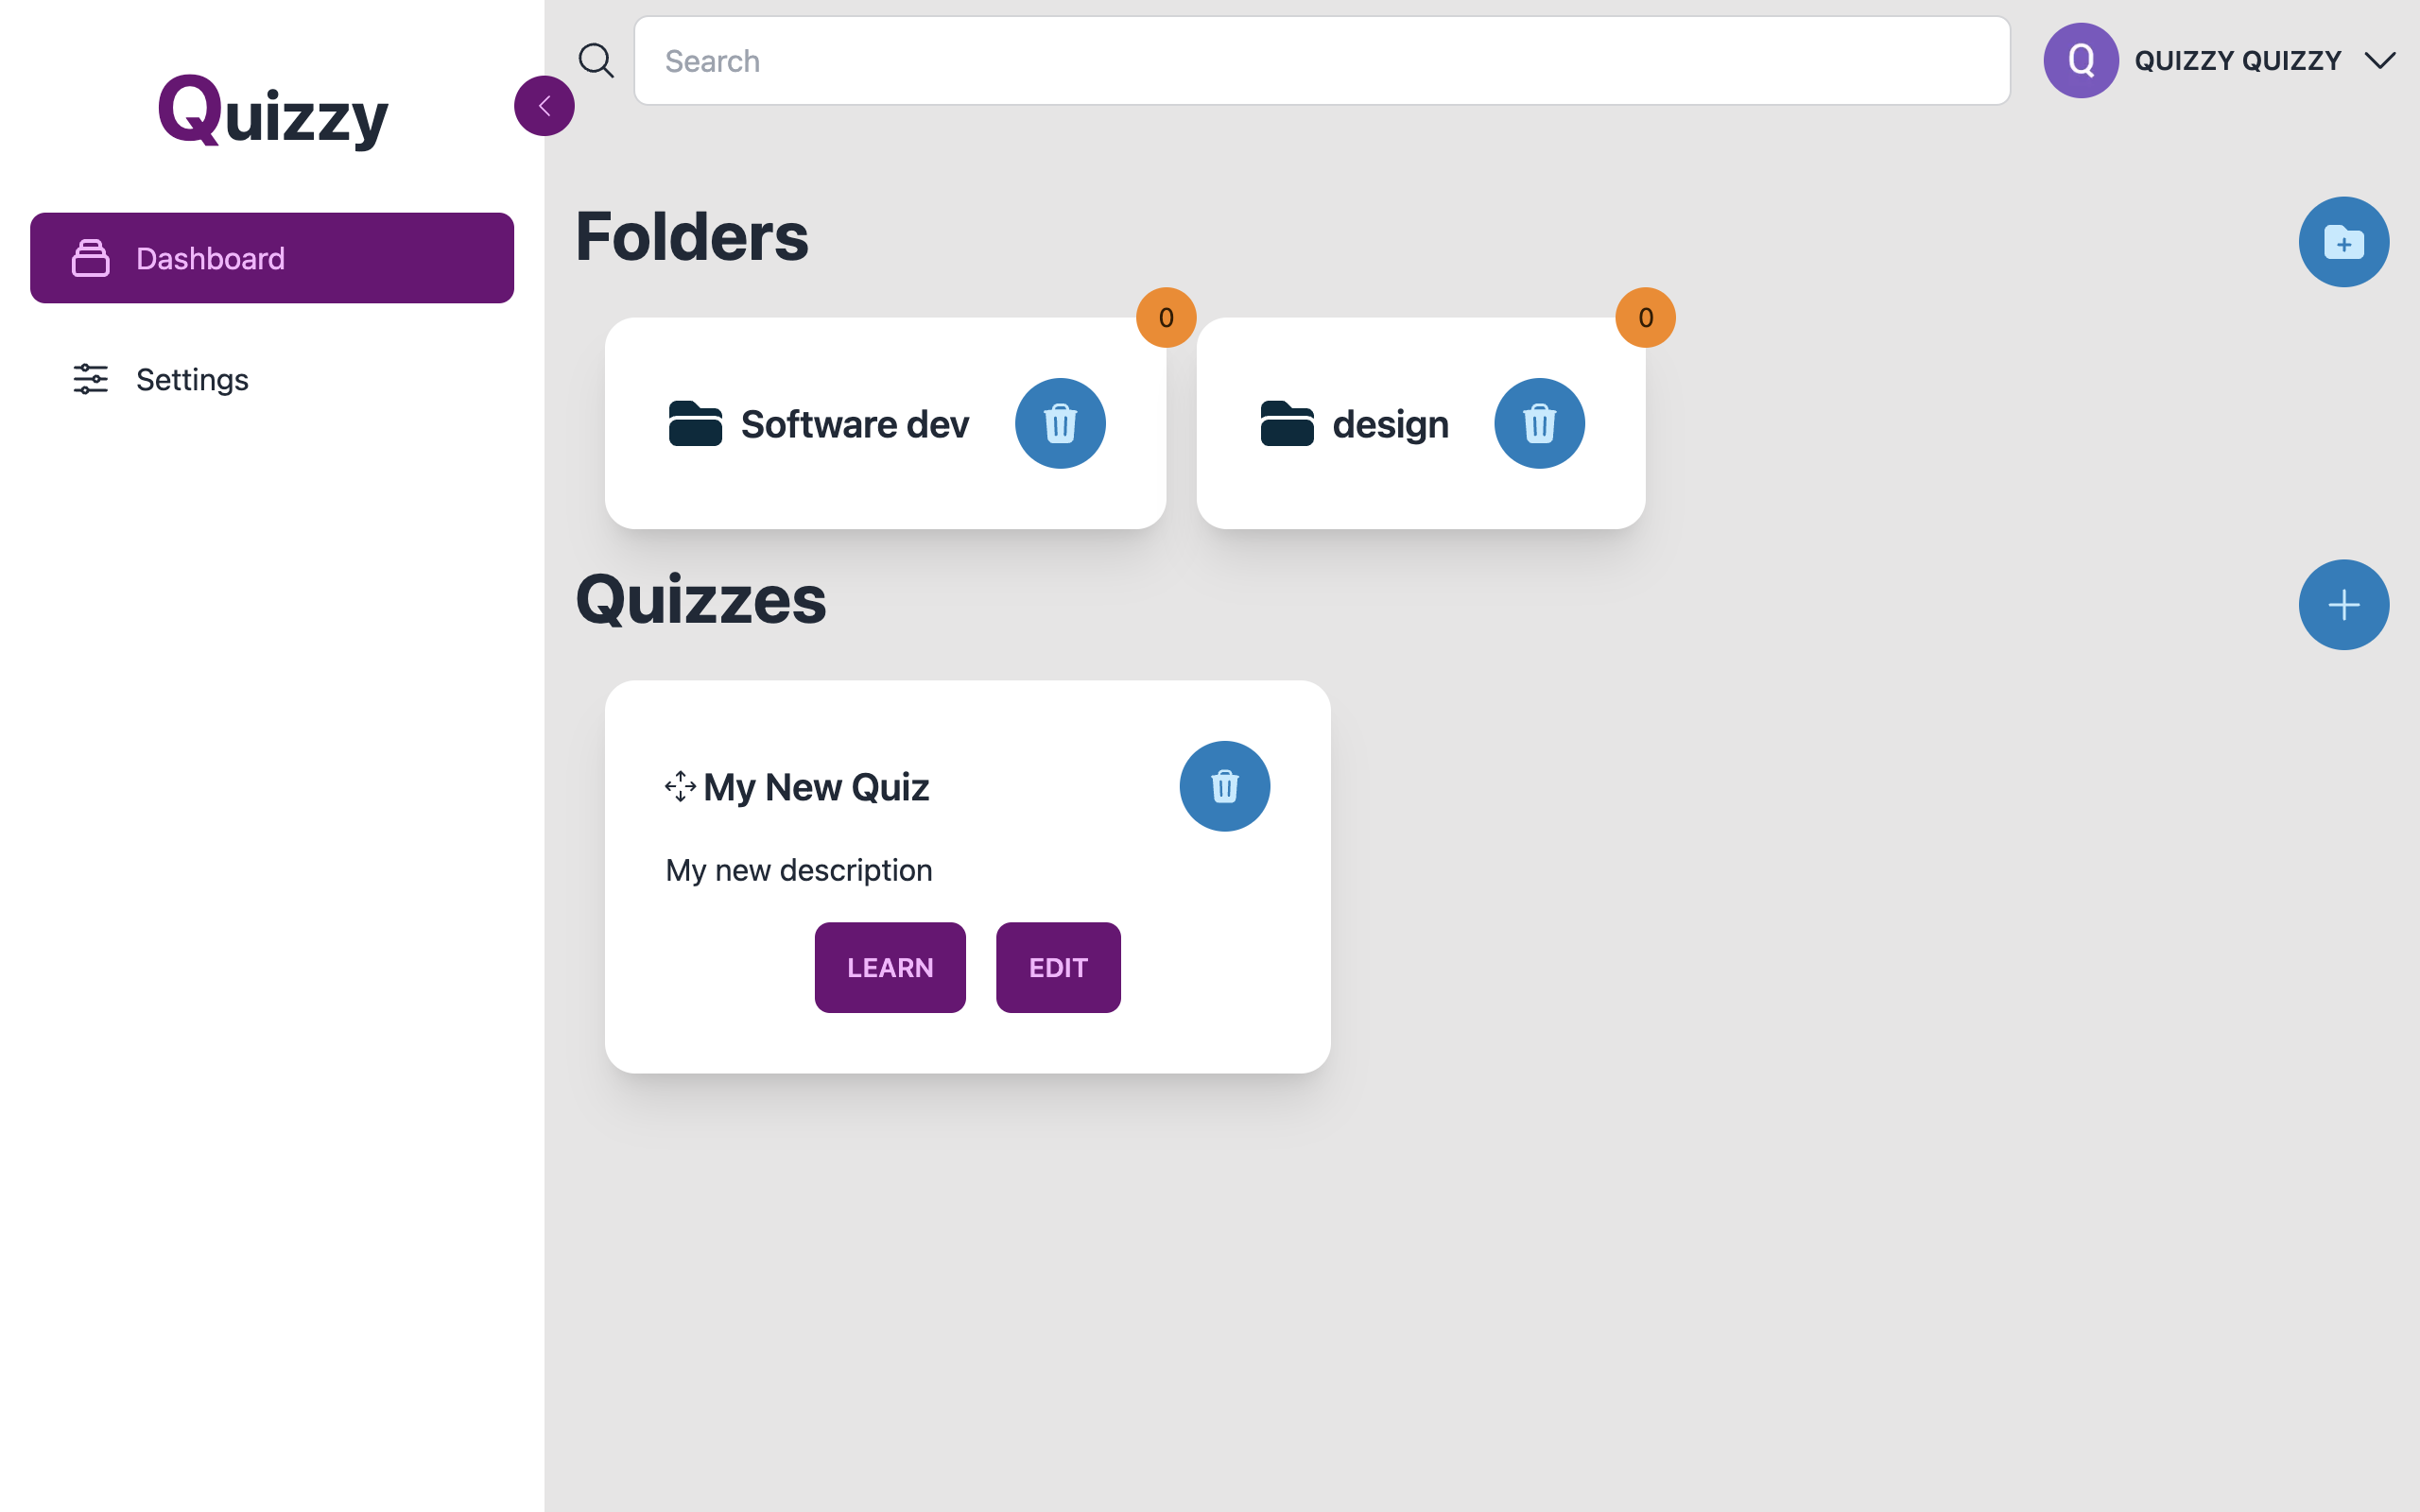 Quizzy
Dashboard
Settings
Search
Q
QUIZZY QUIZZY
Folders
0
Software dev
0
design
Quizzes
My New Quiz
My new description
LEARN
EDIT